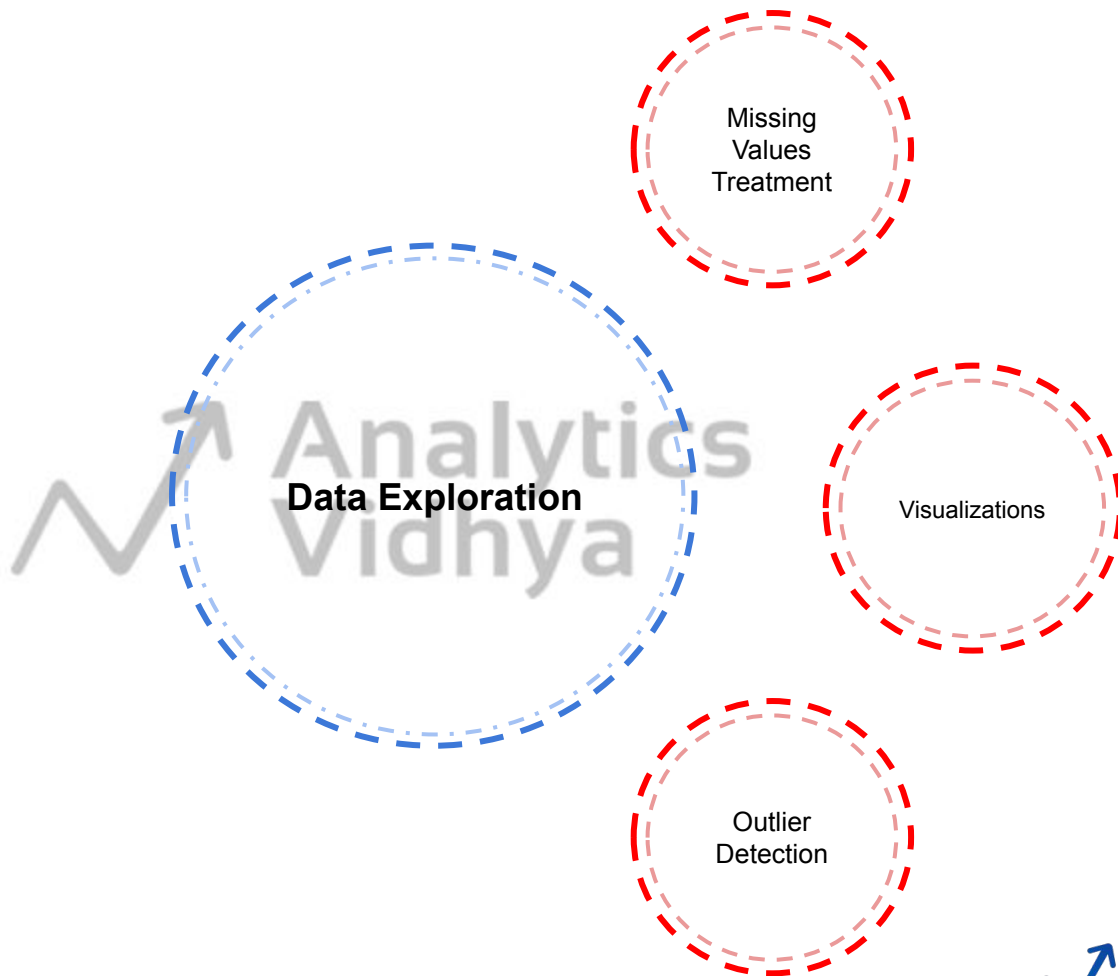 Missing
Values
Treatment
Analytics
Vidhya
Data Exploration
Visualizations
Outlier
Detection